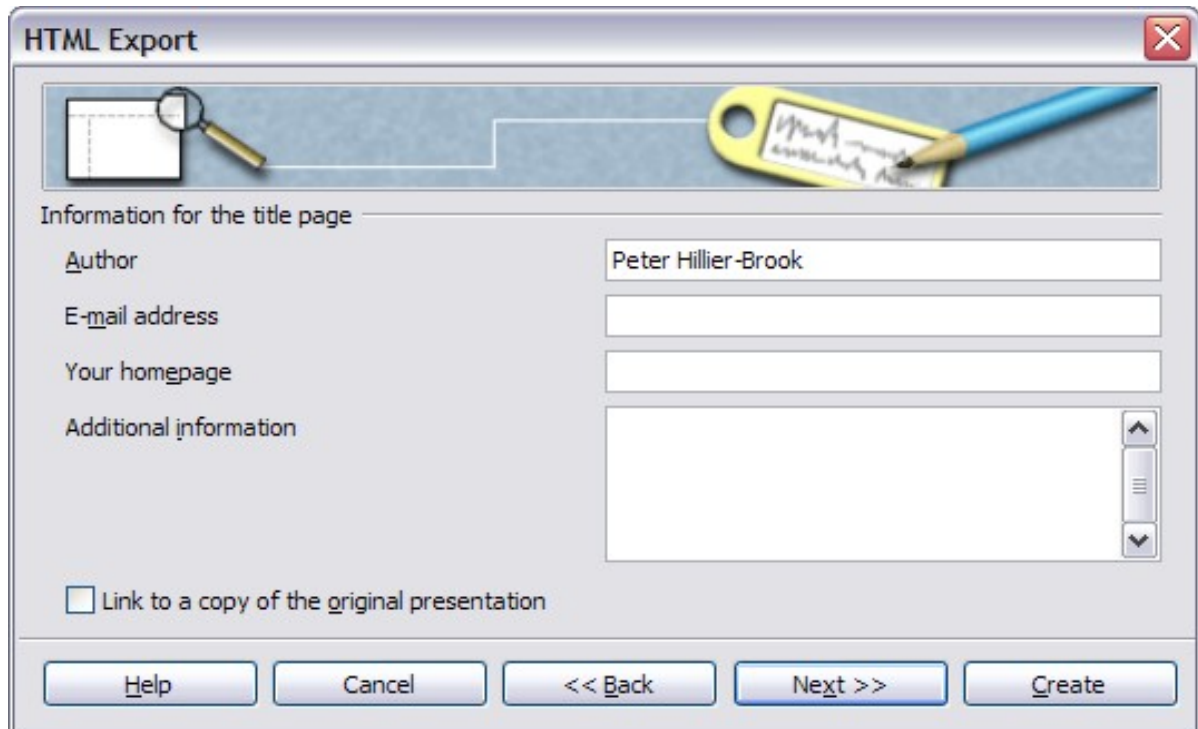 HTML Export
Information for the title page
Author Peter Hillier-Brook
E-mail address
Your homepage
Additional information
Link to a copy of the original presentation
Help Cancel << Back Next >> Create